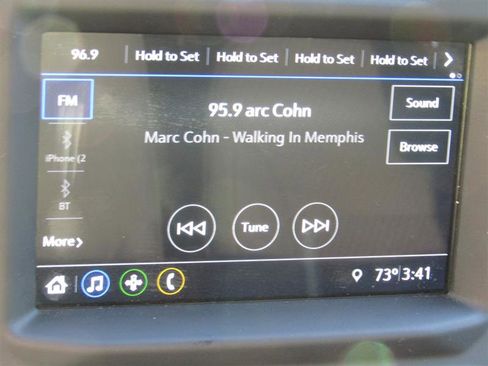 96.9 Hold to Set Hold to Set Hold to Set Hold to Set
FM
95.9 arc Cohn
Sound
Marc Cohn - Walking In Memphis
Browse
iPhone (2
BT
Tune
More
73° 3:41